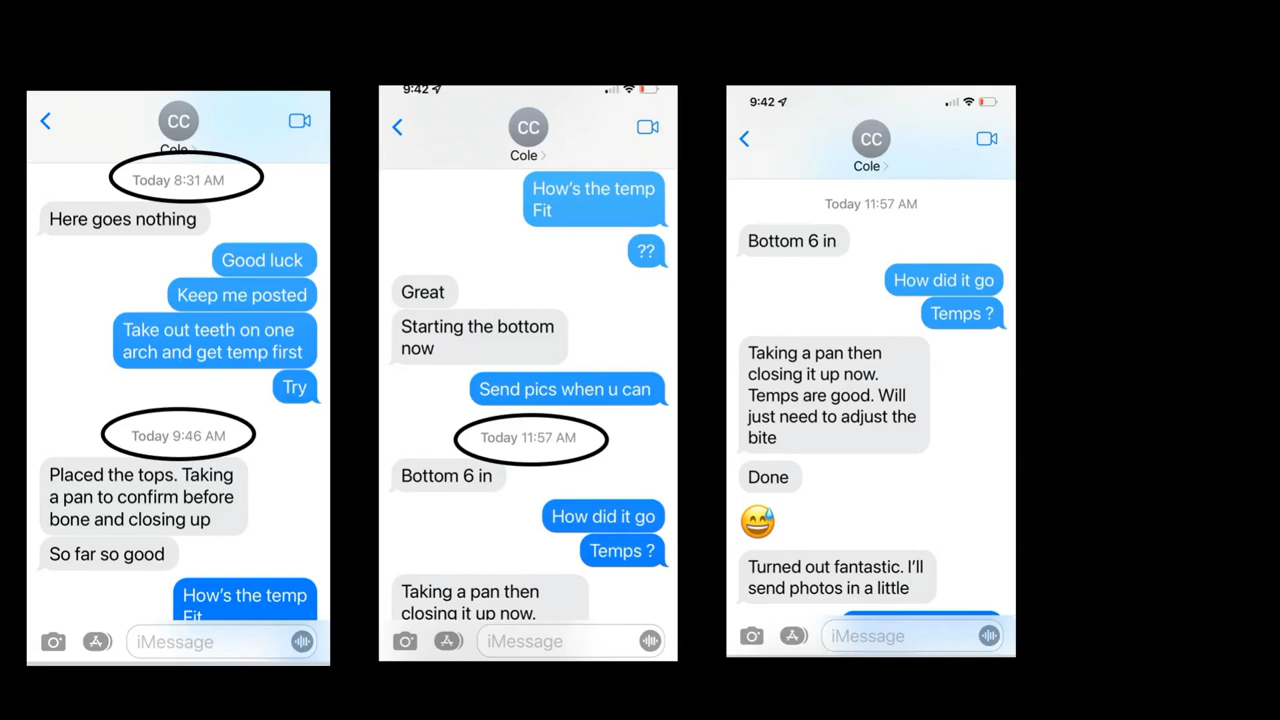 CC
Cole
Today 8:31 AM
Here goes nothing
Good luck
Keep me posted
Take out teeth on one
arch and get temp first
Try
Today 9:46 AM
Placed the tops. Taking
a pan to confirm before
bone and closing up
So far so good
How's the temp
Fit
iMessage
9:42
CC
Cole
How's the temp
Fit
??
Great
Starting the bottom
now
Send pics when u can
Today 11:57 AM
Bottom 6 in
How did it go
Temps ?
Taking a pan then
closing it up now.
iMessage
9:42
CC
Cole
Today 11:57 AM
Bottom 6 in
How did it go
Temps ?
Taking a pan then
closing it up now.
Temps are good. Will
just need to adjust the
bite
Done
Turned out fantastic. I'll
send photos in a little
iMessage